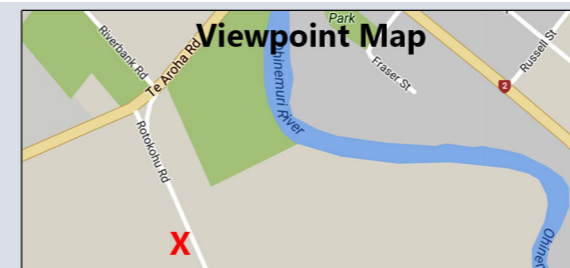 Viewpoint Map
Park
Riverbank Rd
Te Aroha Rd
Ohinemuri River
Fraser St
Russell St
2
Rotokohu Rd
X